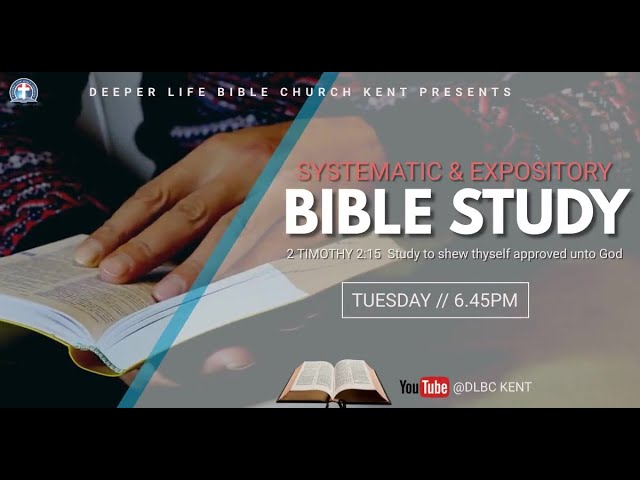 DEEPER LIFE BIBLE CHURCH KENT PRESENTS
SYSTEMATIC & EXPOSITORY
BIBLE STUDY
2 TIMOTHY 2:15 Study to shew thyself approved unto God
TUESDAY // 6.45PM
YouTube @DLBC KENT